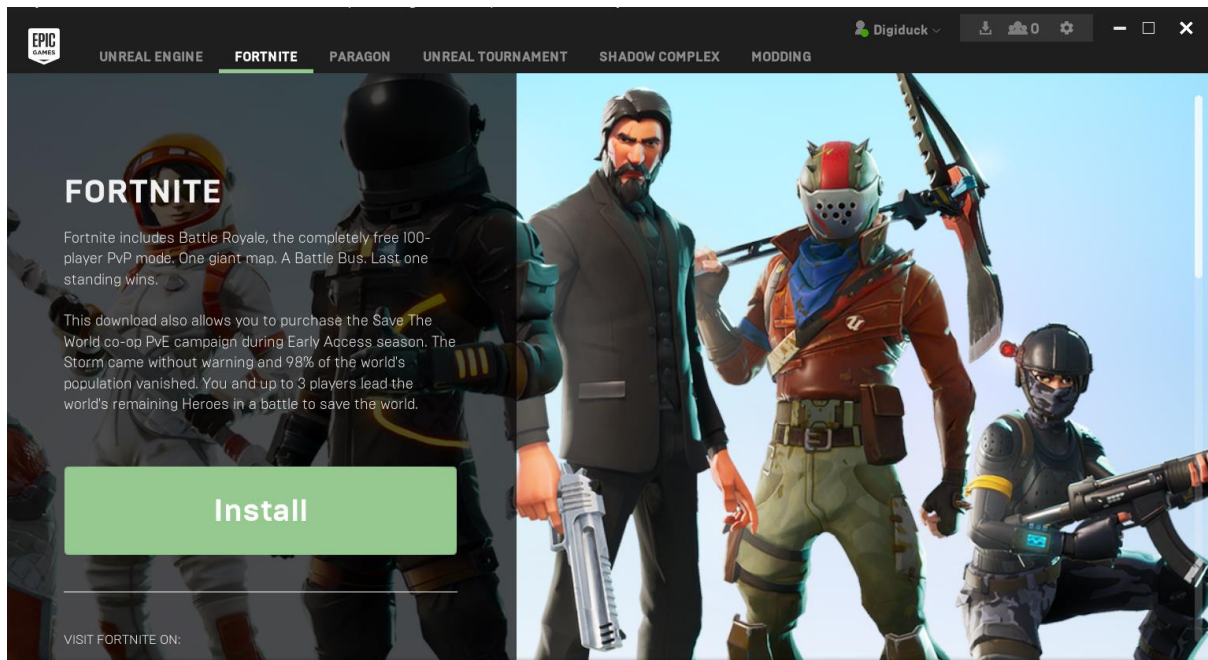 EPIC
GAMES
Digiduck
0
UNREAL ENGINE
FORTNITE
PARAGON
UNREAL TOURNAMENT
SHADOW COMPLEX
MODDING
FORTNITE
Fortnite includes Battle Royale, the completely free 100-
player PvP mode. One giant map. A Battle Bus. Last one
standing wins.
This download also allows you to purchase the Save The
World co-op PvE campaign during Early Access season. The
Storm came without warning and 98% of the world's
population vanished. You and up to 3 players lead the
world's remaining Heroes in a battle to save the world.
Install
VISIT FORTNITE ON: